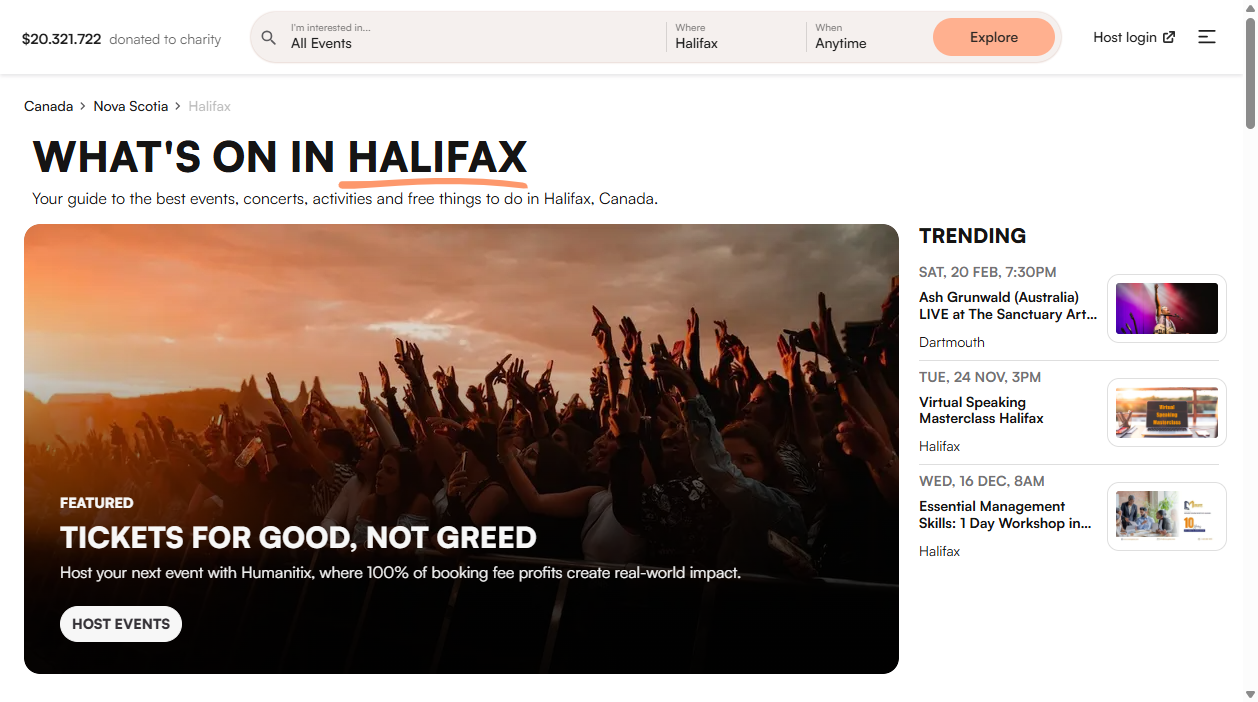 $20.321.722 donated to charity
I'm interested in...
All Events
Where
Halifax
When
Anytime
Explore
Host login
Canada > Nova Scotia > Halifax
WHAT'S ON IN HALIFAX
Your guide to the best events, concerts, activities and free things to do in Halifax, Canada.
FEATURED
TICKETS FOR GOOD, NOT GREED
Host your next event with Humanitix, where 100% of booking fee profits create real-world impact.
HOST EVENTS
TRENDING
SAT, 20 FEB, 7:30PM
Ash Grunwald (Australia)
LIVE at The Sanctuary Art...
Dartmouth
TUE, 24 NOV, 3PM
Virtual Speaking
Masterclass Halifax
Halifax
Virtual
Speaking
Masterclass
WED, 16 DEC, 8AM
Essential Management
Skills: 1 Day Workshop in...
Halifax
10